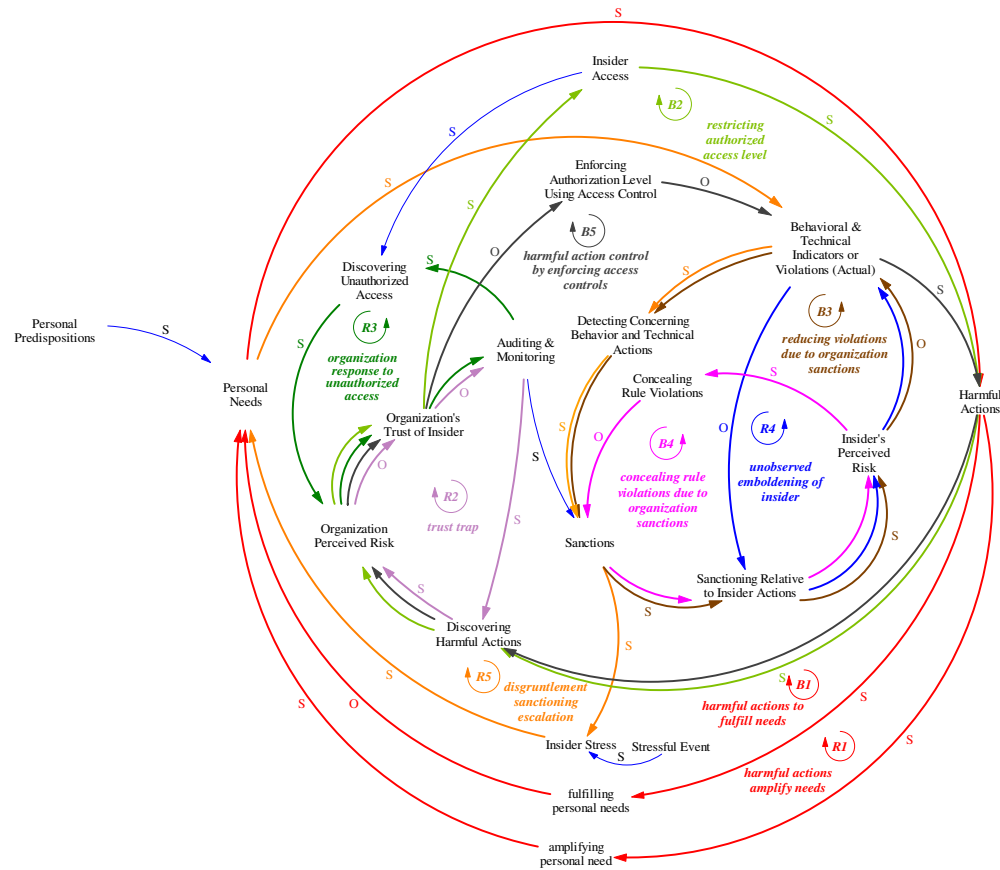 S
Insider
Access
B2
S
restricting
authorized
access level
S
S
Enforcing
Authorization Level
Using Access Control
O
S
S
B5
harmful action control
by enforcing access
controls
O
Behavioral &
Technical
Indicators or
Violations (Actual)
S
Discovering
Unauthorized
Access
S
S
S
B3
reducing violations
due to organization
sanctions
O
Personal
Predispositions
S
R3
organization
response to
unauthorized
access
S
Auditing &
Monitoring
Detecting Concerning
Behavior and Technical
Actions
Concealing
Rule Violations
S
Personal
Needs
O
Organization's
Trust of Insider
Harmful
Actions
S
O
O
B4
concealing rule
violations due to
organization
sanctions
R4
unobserved
emboldening of
insider
Insider's
Perceived
Risk
O
S
R2
trust trap
S
Organization
Perceived Risk
Sanctions
S
S
Discovering
Harmful Actions
Sanctioning Relative
to Insider Actions
S
S
S
R5
disgruntlement
sanctioning
escalation
S
B1
harmful actions to
fulfill needs
S
S
O
S
R1
harmful actions
amplify needs
S
Insider Stress
S
Stressful Event
fulfilling
personal needs
amplifying
personal need